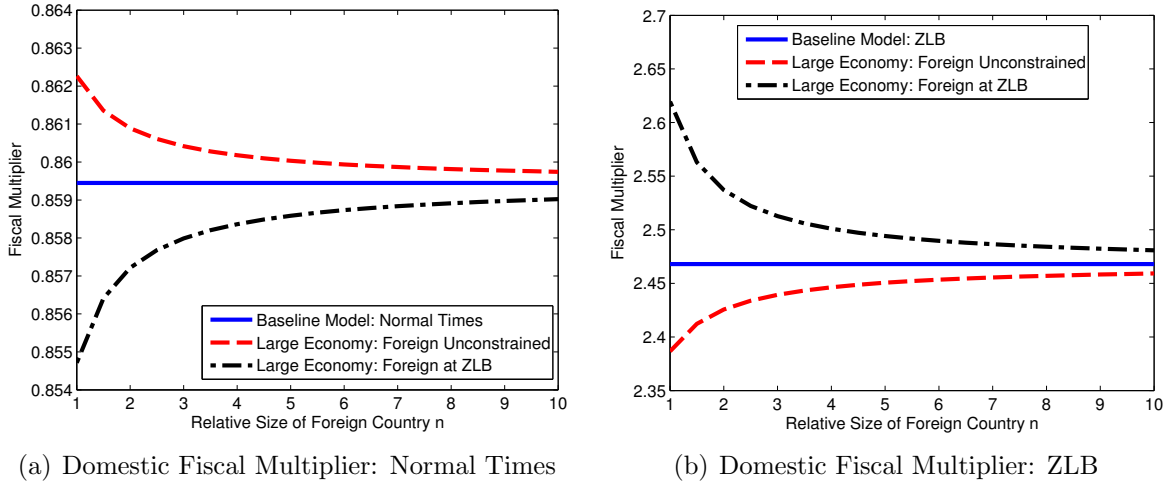 0.864
0.863
0.862
0.861
0.86
0.859
0.858
0.857
0.856
0.855
0.854
Fiscal Multiplier
Baseline Model: Normal Times
Large Economy: Foreign Unconstrained
Large Economy: Foreign at ZLB
1 2 3 4 5 6 7 8 9 10
Relative Size of Foreign Country n
(a) Domestic Fiscal Multiplier: Normal Times
2.7
2.65
2.6
2.55
2.5
2.45
2.4
2.35
Fiscal Multiplier
Baseline Model: ZLB
Large Economy: Foreign Unconstrained
Large Economy: Foreign at ZLB
1 2 3 4 5 6 7 8 9 10
Relative Size of Foreign Country n
(b) Domestic Fiscal Multiplier: ZLB